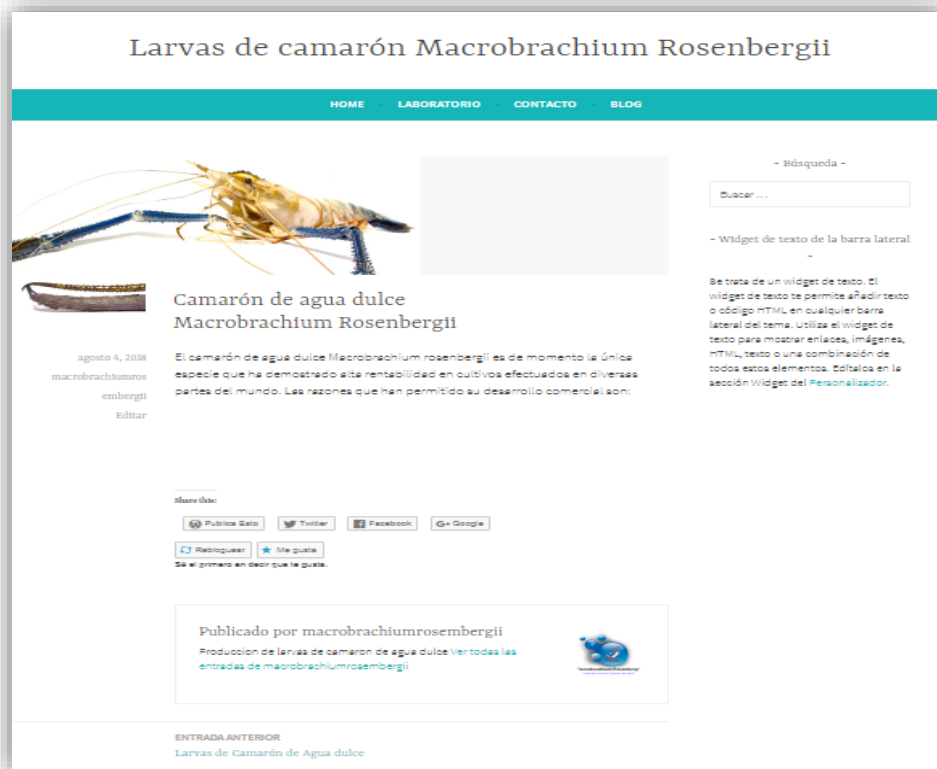 Larvas de camarón Macrobrachium Rosenbergii
HOME
LABORATORIO
CONTACTO
BLOG
Camarón de agua dulce
Macrobrachium Rosenbergii
agosto 4, 2018
macrobrachiumros
embergii
Editar
El camarón de agua dulce Macrobrachium rosenbergii es de momento la única
especie que ha demostrado alta rentabilidad en cultivos efectuados en diversas
partes del mundo. Las razones que han permitido su desarrollo comercial son:
Share this:
Publica Esto
Twitter
Facebook
G+ Google
Rebloguear
Me gusta
Sé el primero en decir que te gusta.
Publicado por macrobrachiumrosembergii
Produccion de larvas de camaron de agua dulce Ver todas las
entradas de macrobrachiumrosembergii
ENTRADA ANTERIOR
Larvas de Camarón de Agua dulce
- Búsqueda -
Buscar ...
- Widget de texto de la barra lateral
-
Se trata de un widget de texto. El
widget de texto te permite añadir texto
o código HTML en cualquier barra
lateral del tema. Utiliza el widget de
texto para mostrar enlaces, imágenes,
HTML, texto o una combinación de
todos estos elementos. Edítalos en la
sección Widget del Personalizador.